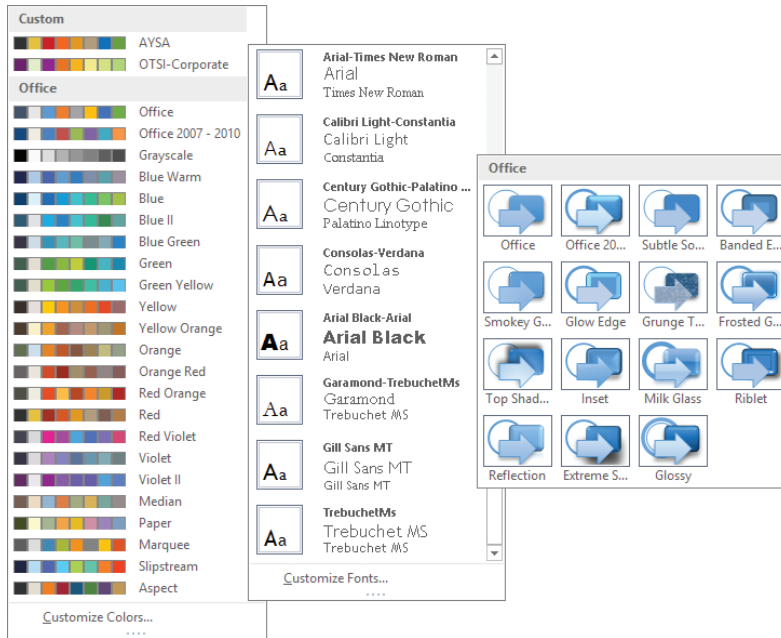 Custom
AYSA
OTSI-Corporate
Office
Office
Office 2007 - 2010
Grayscale
Blue Warm
Blue
Blue II
Blue Green
Green
Green Yellow
Yellow
Yellow Orange
Orange
Orange Red
Red Orange
Red
Red Violet
Violet
Violet II
Median
Paper
Marquee
Slipstream
Aspect
Customize Colors...
Aa
Arial-Times New Roman
Arial
Times New Roman
Aa
Calibri Light-Constantia
Calibri Light
Constantia
Aa
Century Gothic-Palatino ...
Century Gothic
Palatino Linotype
Aa
Consolas-Verdana
Consolas
Verdana
Aa
Arial Black-Arial
Arial Black
Arial
Aa
Garamond-TrebuchetMs
Garamond
Trebuchet MS
Aa
Gill Sans MT
Gill Sans MT
Gill Sans MT
Aa
TrebuchetMs
Trebuchet MS
Trebuchet MS
Customize Fonts...
Office
Office Office 20... Subtle So... Banded E...
Smokey G... Glow Edge Grunge T... Frosted G...
Top Shad... Inset Milk Glass Riblet
Reflection Extreme S... Glossy